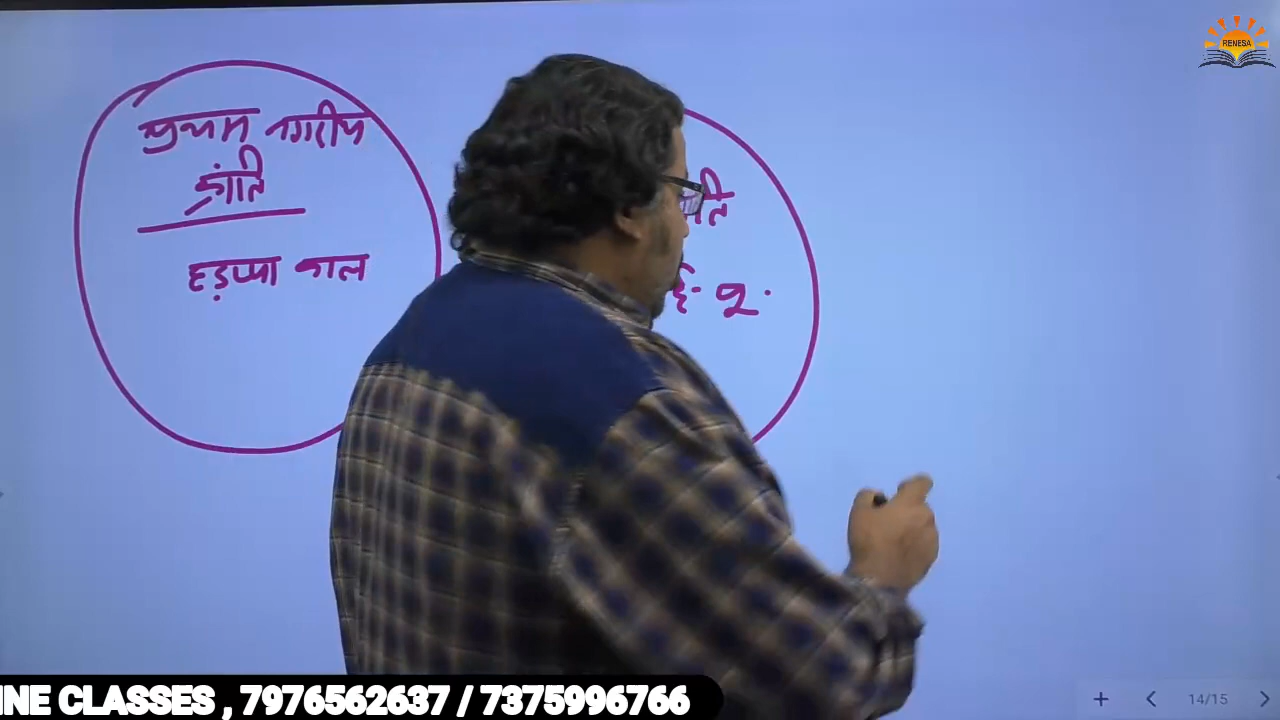 प्रथम नगरीय
क्रांति
हड़प्पा काल
ई. पू.
RENESA
INE CLASSES , 7976562637 / 7375996766
14/15